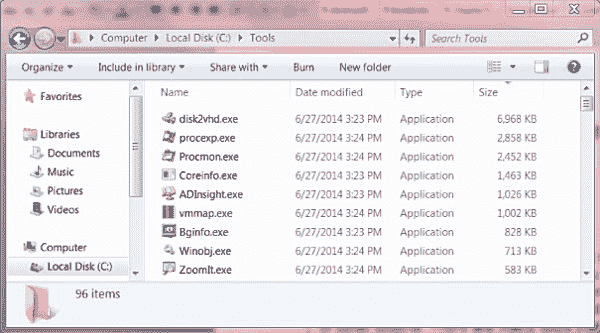 Computer Local Disk (C:) Tools Search Tools
Organize Include in library Share with Burn New folder
Favorites
Libraries
Documents
Music
Pictures
Videos
Computer
Local Disk (C:)
Name Date modified Type Size
disk2vhd.exe 6/27/2014 3:23 PM Application 6,968 KB
procexp.exe 6/27/2014 3:23 PM Application 2,858 KB
Procmon.exe 6/27/2014 3:24 PM Application 2,452 KB
Coreinfo.exe 6/27/2014 3:23 PM Application 1,463 KB
ADInsight.exe 6/27/2014 3:23 PM Application 1,026 KB
vmmap.exe 6/27/2014 3:24 PM Application 1,002 KB
Bginfo.exe 6/27/2014 3:23 PM Application 828 KB
Winobj.exe 6/27/2014 3:24 PM Application 713 KB
ZoomIt.exe 6/27/2014 3:24 PM Application 583 KB
96 items